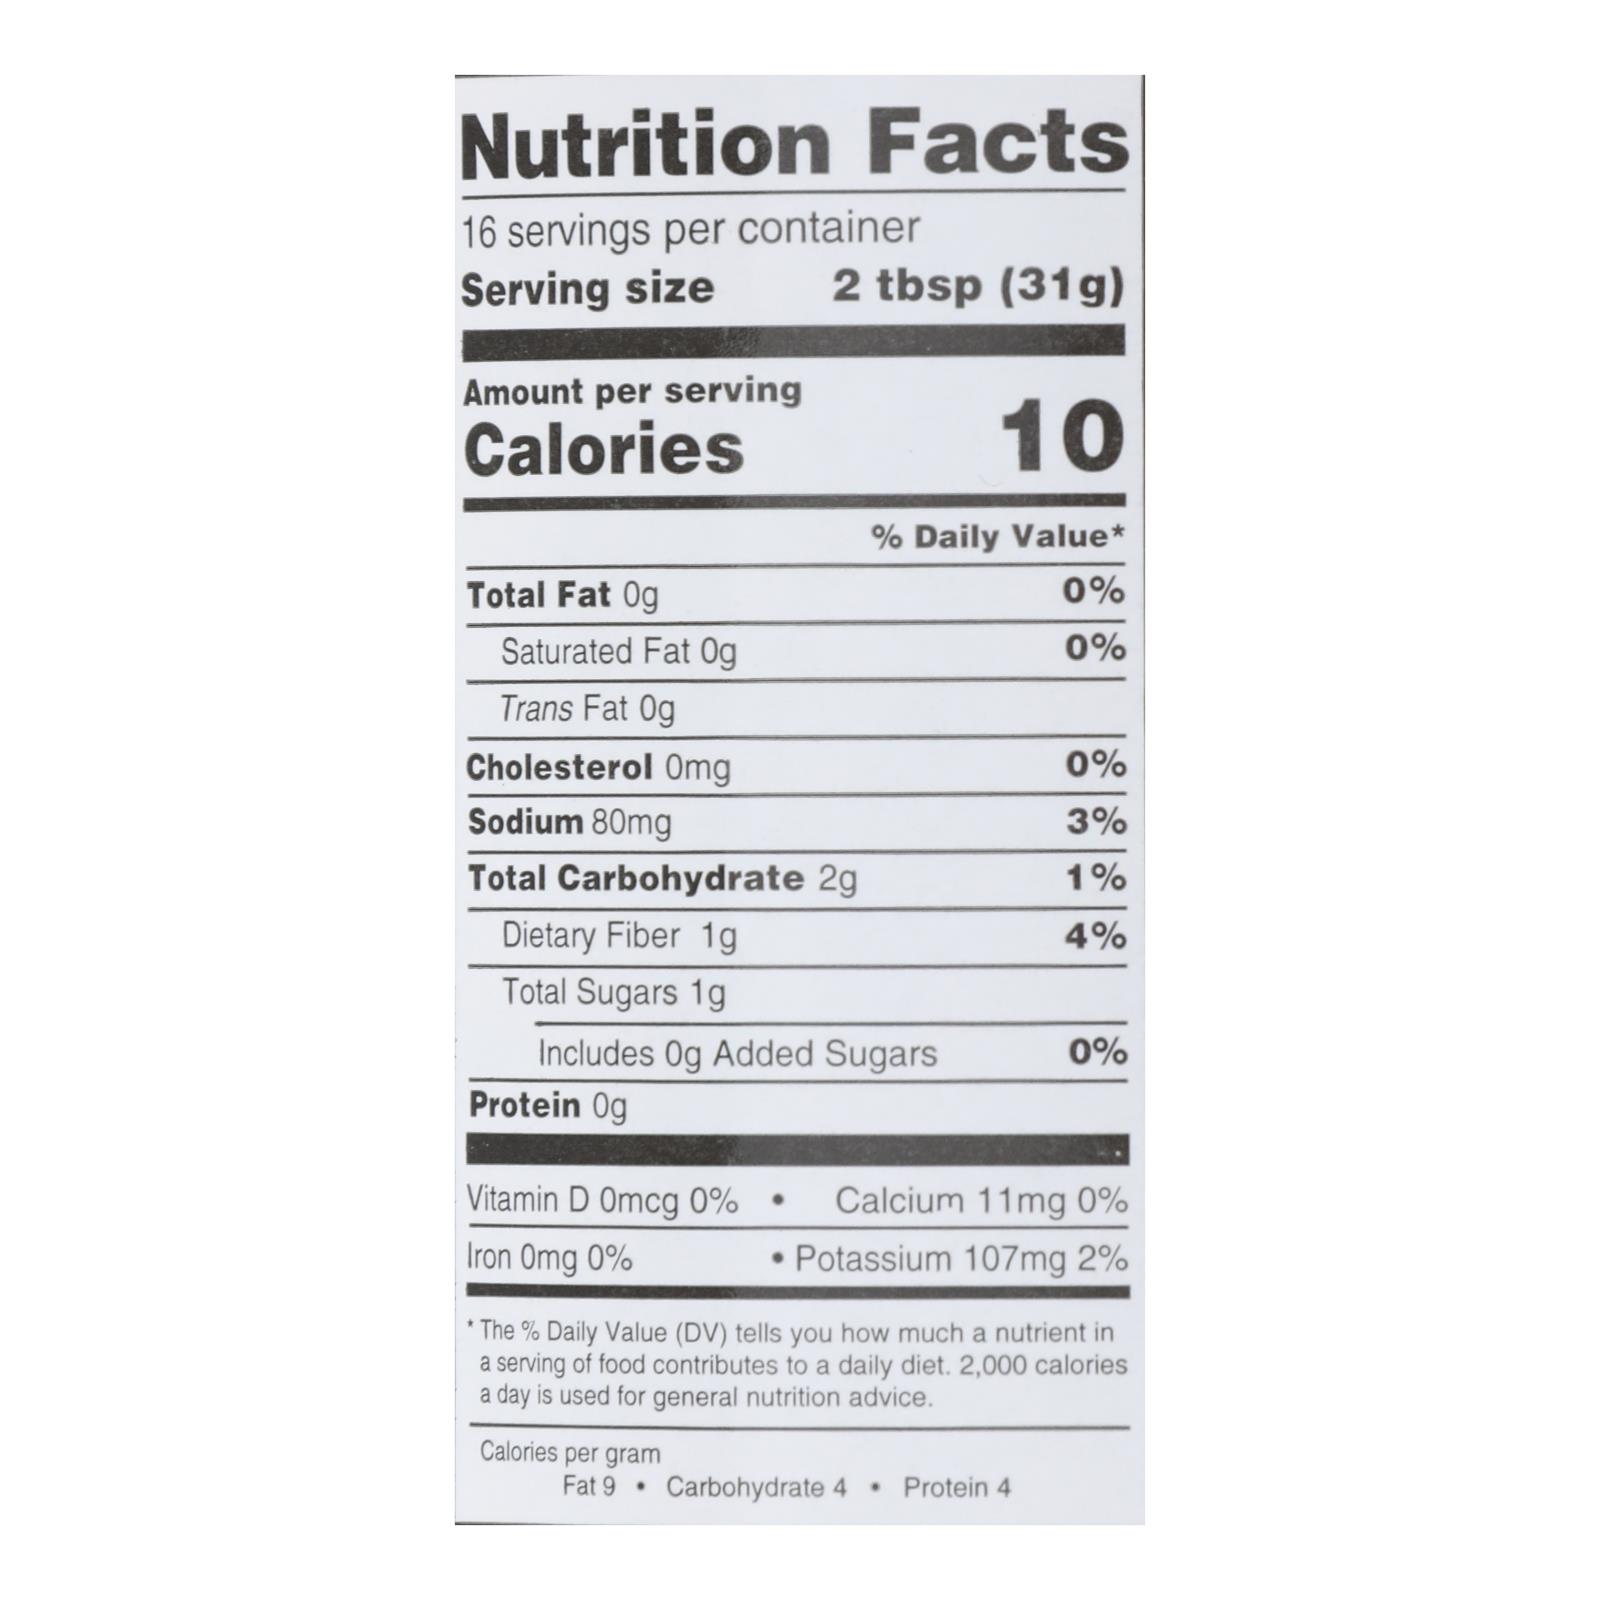 Nutrition Facts
16 servings per container
Serving size 2 tbsp (31g)
Amount per serving
Calories 10
% Daily Value*
Total Fat 0g 0%
Saturated Fat 0g 0%
Trans Fat 0g
Cholesterol 0mg 0%
Sodium 80mg 3%
Total Carbohydrate 2g 1%
Dietary Fiber 1g 4%
Total Sugars 1g
Includes 0g Added Sugars 0%
Protein 0g
Vitamin D 0mcg 0% • Calcium 11mg 0%
Iron 0mg 0% • Potassium 107mg 2%
* The % Daily Value (DV) tells you how much a nutrient in
a serving of food contributes to a daily diet. 2,000 calories
a day is used for general nutrition advice.
Calories per gram
Fat 9 • Carbohydrate 4 • Protein 4